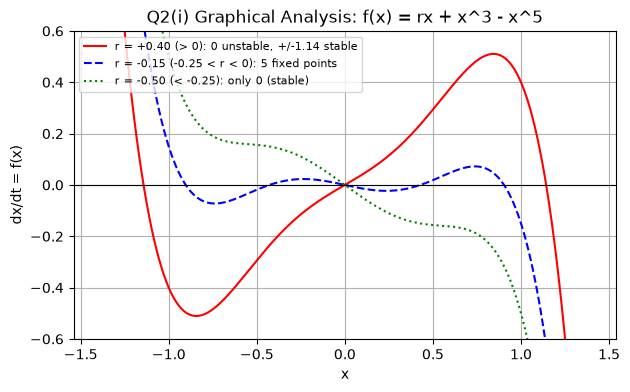 Q2(i) Graphical Analysis: f(x) = rx + x^3 - x^5
r = +0.40 (> 0): 0 unstable, +/-1.14 stable
r = -0.15 (-0.25 < r < 0): 5 fixed points
r = -0.50 (< -0.25): only 0 (stable)
dx/dt = f(x)
0.6
0.4
0.2
0.0
−0.2
−0.4
−0.6
−1.5 −1.0 −0.5 0.0 0.5 1.0 1.5
x